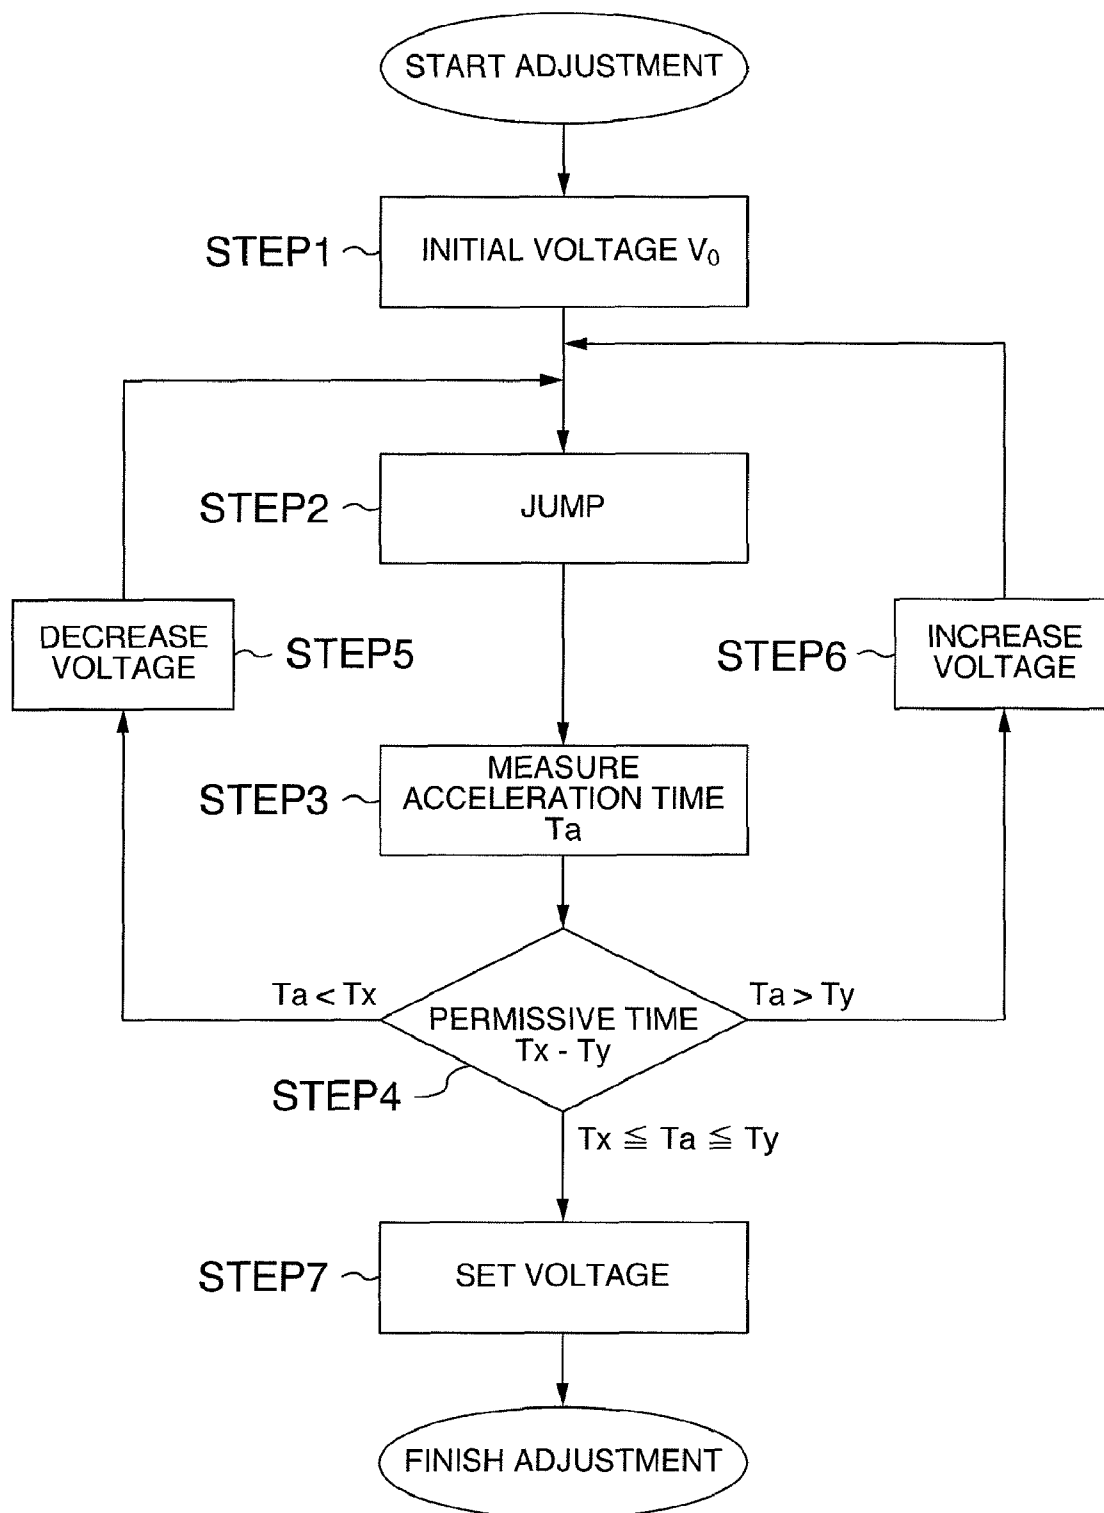 START ADJUSTMENT
STEP1
INITIAL VOLTAGE V₀
STEP2
JUMP
DECREASE
VOLTAGE
STEP5
STEP6
INCREASE
VOLTAGE
STEP3
MEASURE
ACCELERATION TIME
Ta
Ta < Tx
Ta > Ty
PERMISSIVE TIME
Tx - Ty
STEP4
Tx ≦ Ta ≦ Ty
STEP7
SET VOLTAGE
FINISH ADJUSTMENT